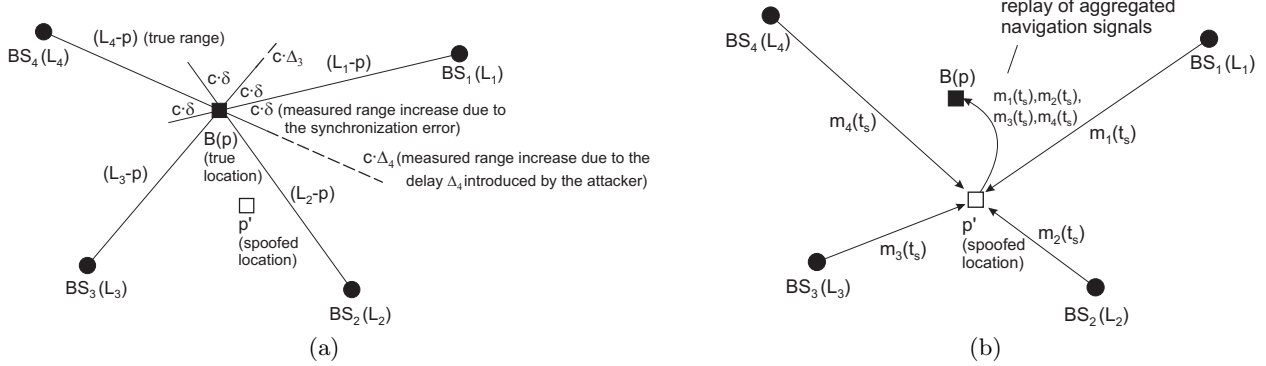 (L₄-p) (true range)
BS₄(L₄)
c·Δ₃
c·δ
(L₁-p)
BS₁(L₁)
c·δ
c·δ
c·δ (measured range increase due to
the synchronization error)
B(p)
(true
location)
c·Δ₄(measured range increase due to the
delay Δ₄ introduced by the attacker)
(L₃-p)
(L₂-p)
p'
(spoofed
location)
BS₃(L₃)
BS₂(L₂)
(a)
replay of aggregated
navigation signals
BS₄(L₄)
BS₁(L₁)
B(p)
m₁(tₛ),m₂(tₛ),
m₃(tₛ),m₄(tₛ)
m₄(tₛ)
m₁(tₛ)
p'
(spoofed
location)
m₃(tₛ)
m₂(tₛ)
BS₃(L₃)
BS₂(L₂)
(b)